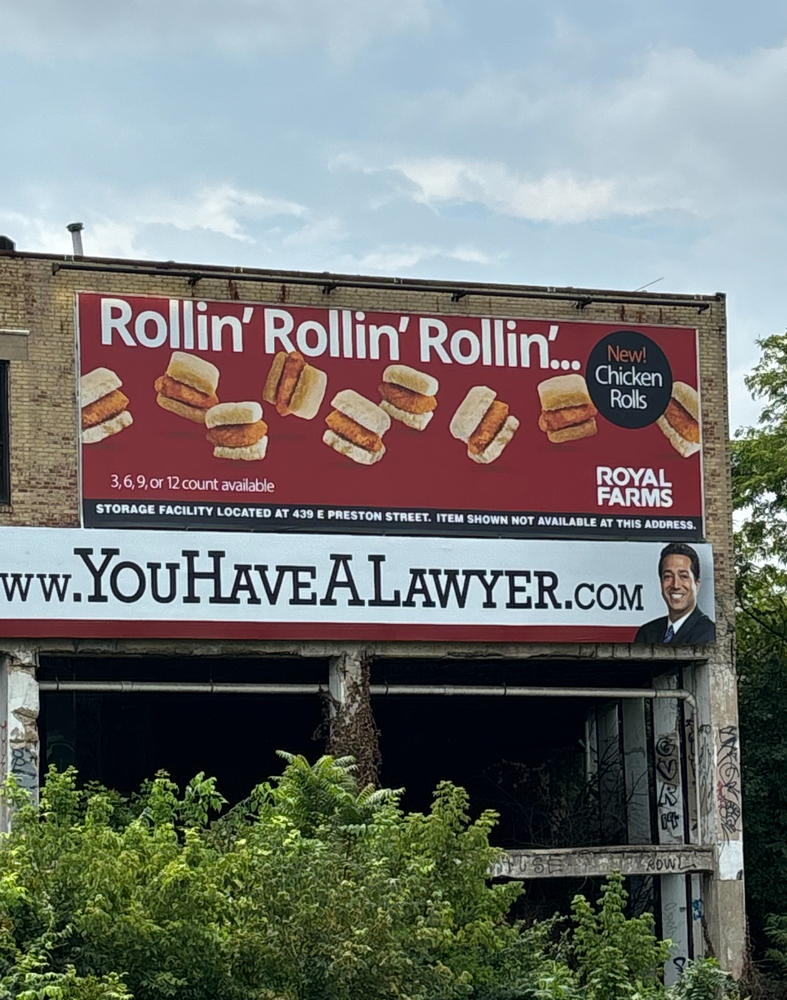 Rollin' Rollin' Rollin'...
New!
Chicken
Rolls
3, 6, 9, or 12 count available
ROYAL
FARMS
STORAGE FACILITY LOCATED AT 439 E PRESTON STREET. ITEM SHOWN NOT AVAILABLE AT THIS ADDRESS.
WW.YOUHAVEALAWYER.COM